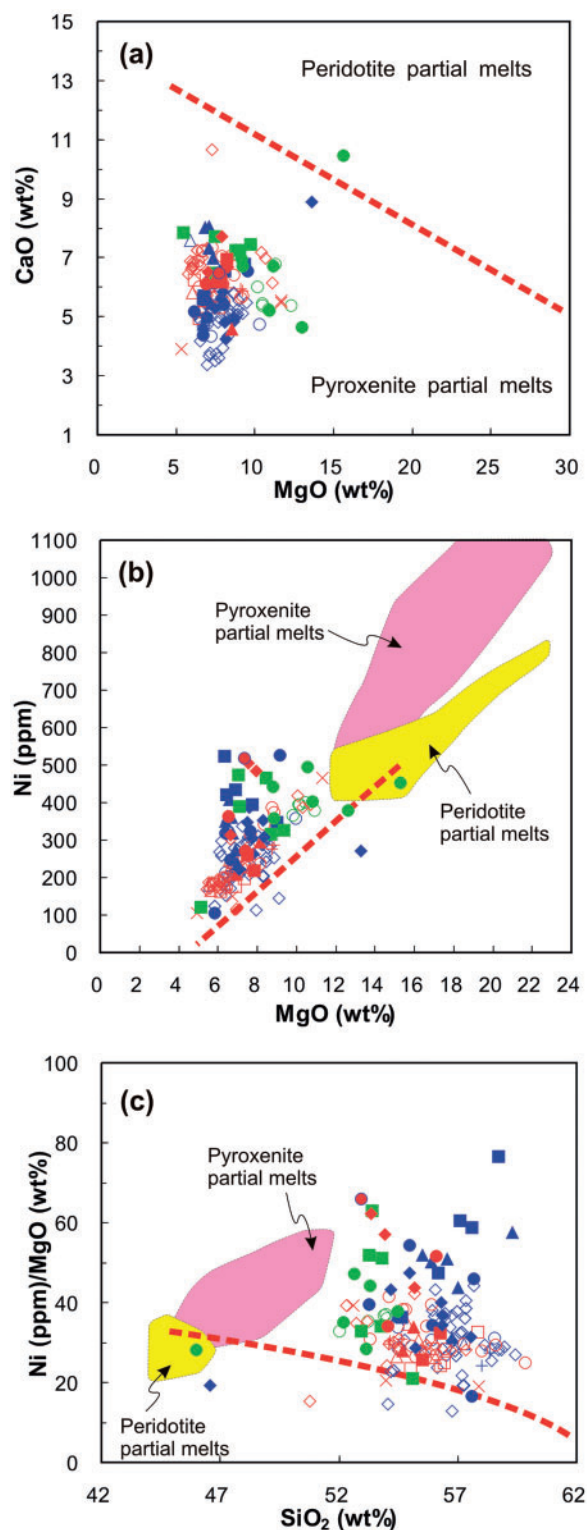 15
(a)
Peridotite partial melts
13
11
CaO (wt%)
9
7
5
Pyroxenite partial melts
3
1
0 5 10 15 20 25 30
MgO (wt%)
1100
(b)
1000
900
Pyroxenite
partial melts
800
700
Ni (ppm)
600
500
400
Peridotite
partial melts
300
200
100
0
0 2 4 6 8 10 12 14 16 18 20 22 24
MgO (wt%)
100
(c)
80
Pyroxenite
partial melts
Ni (ppm)/MgO (wt%)
60
40
20
Peridotite
partial melts
0
42 47 52 57 62
SiO₂ (wt%)